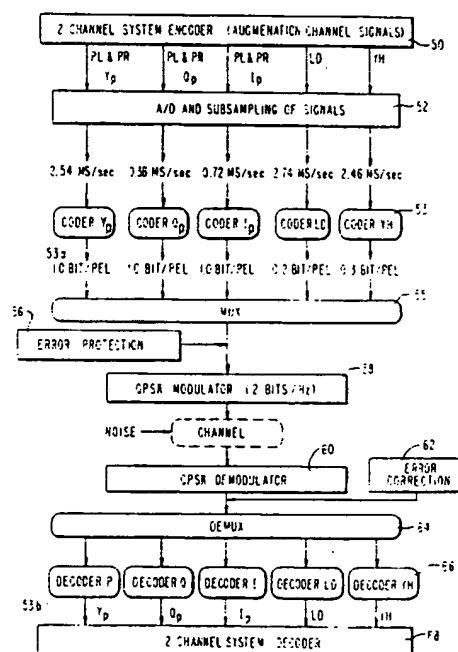 2 CHANNEL SYSTEM ENCODER (AUGMENATION CHANNEL SIGNALS)
50
PL & PR PL & PR PL & PR LD YH
Yp Qp Ip
A/D AND SUBSAMPLING OF SIGNALS
52
2.54 MS/sec 0.36 MS/sec 0.72 MS/sec 2.74 MS/sec 2.46 MS/sec
CODER Yp CODER Qp CODER Ip CODER LD CODER YH
53
53a
1.0 BIT/PEL 1.0 BIT/PEL 1.0 BIT/PEL 0.2 BIT/PEL 0.3 BIT/PEL
MUX
55
56
ERROR PROTECTION
58
QPSK MODULATOR (1.2 BITS/Hz)
NOISE CHANNEL
60
62
QPSK DEMODULATOR
ERROR CORRECTION
DEMUX
64
DECODER P DECODER Q DECODER I DECODER LD DECODER YH
66
53b
Yp Qp Ip LD YH
2 CHANNEL SYSTEM DECODER
68